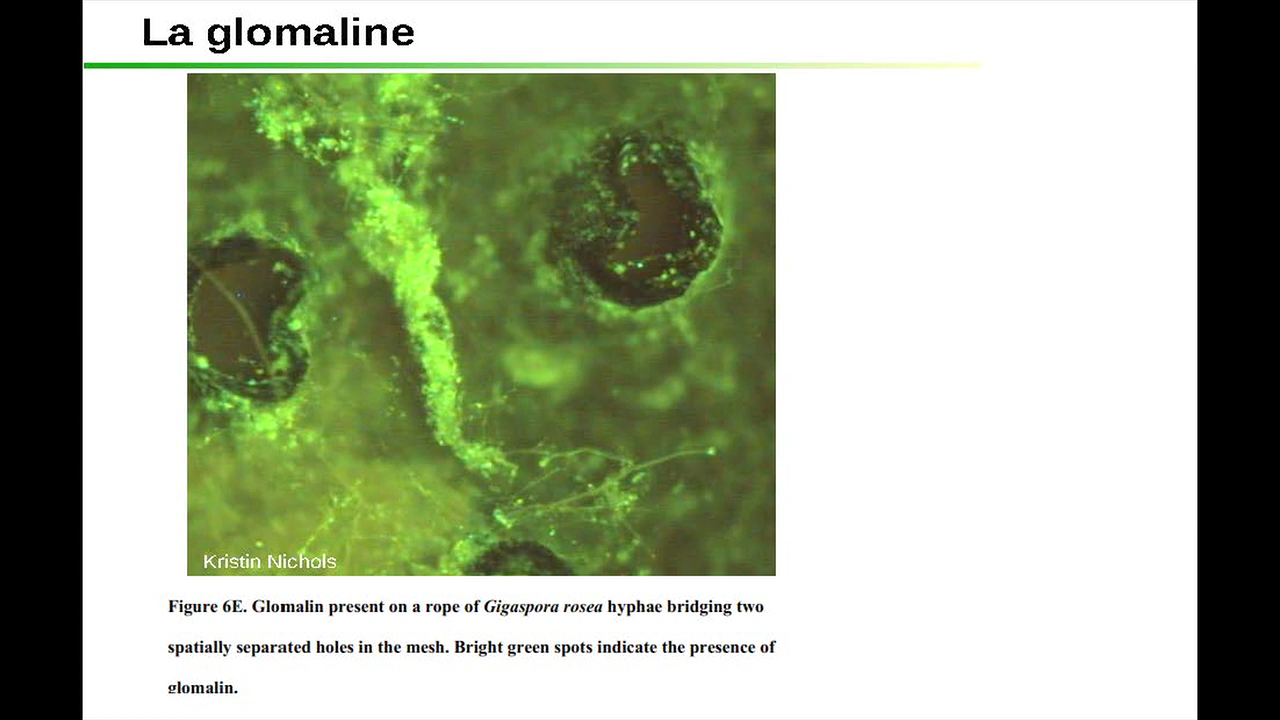 La glomaline
Kristin Nichols
Figure 6E. Glomalin present on a rope of Gigaspora rosea hyphae bridging two
spatially separated holes in the mesh. Bright green spots indicate the presence of
glomalin.